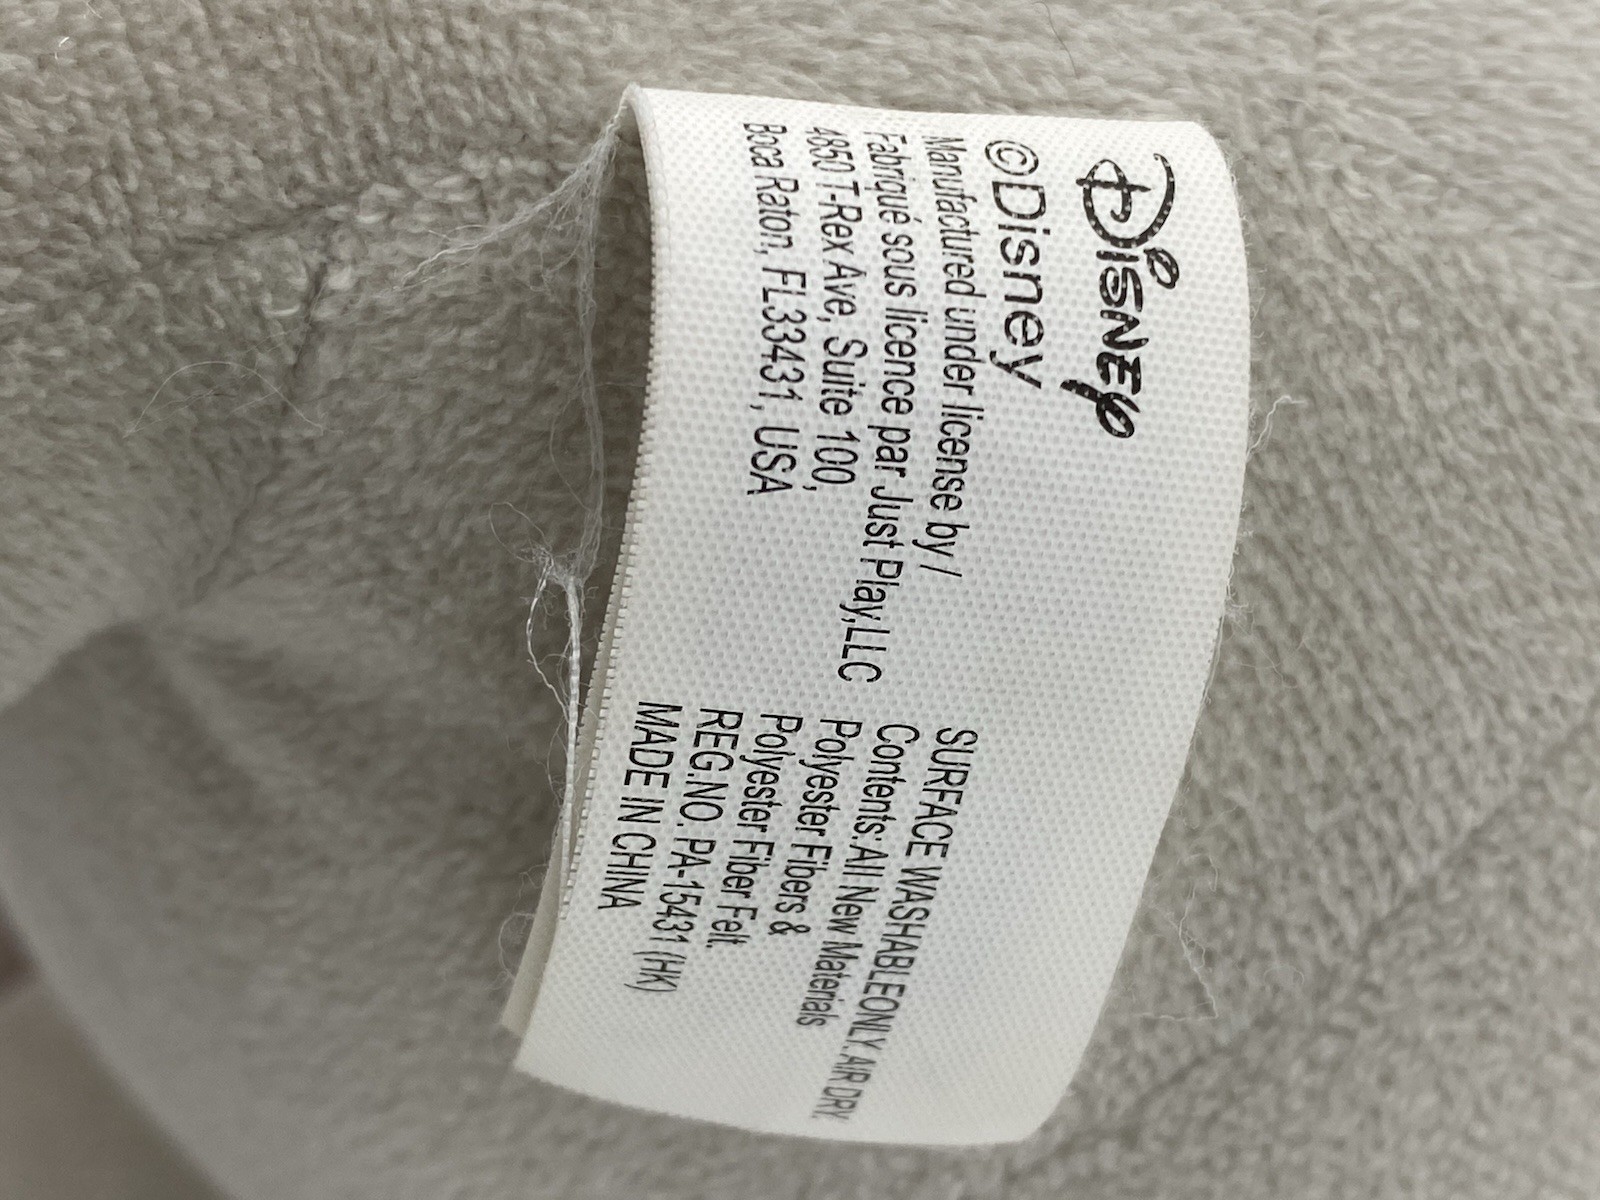 Disney
©Disney
Manufactured under license by /
Fabriqué sous licence par Just Play,LLC
4850 T-Rex Ave, Suite 100,
Boca Raton, FL33431, USA
SURFACE WASHABLEONLY.AIR DRY.
Contents:All New Materials
Polyester Fibers &
Polyester Fiber Felt.
REG.NO. PA-15431 (HK)
MADE IN CHINA